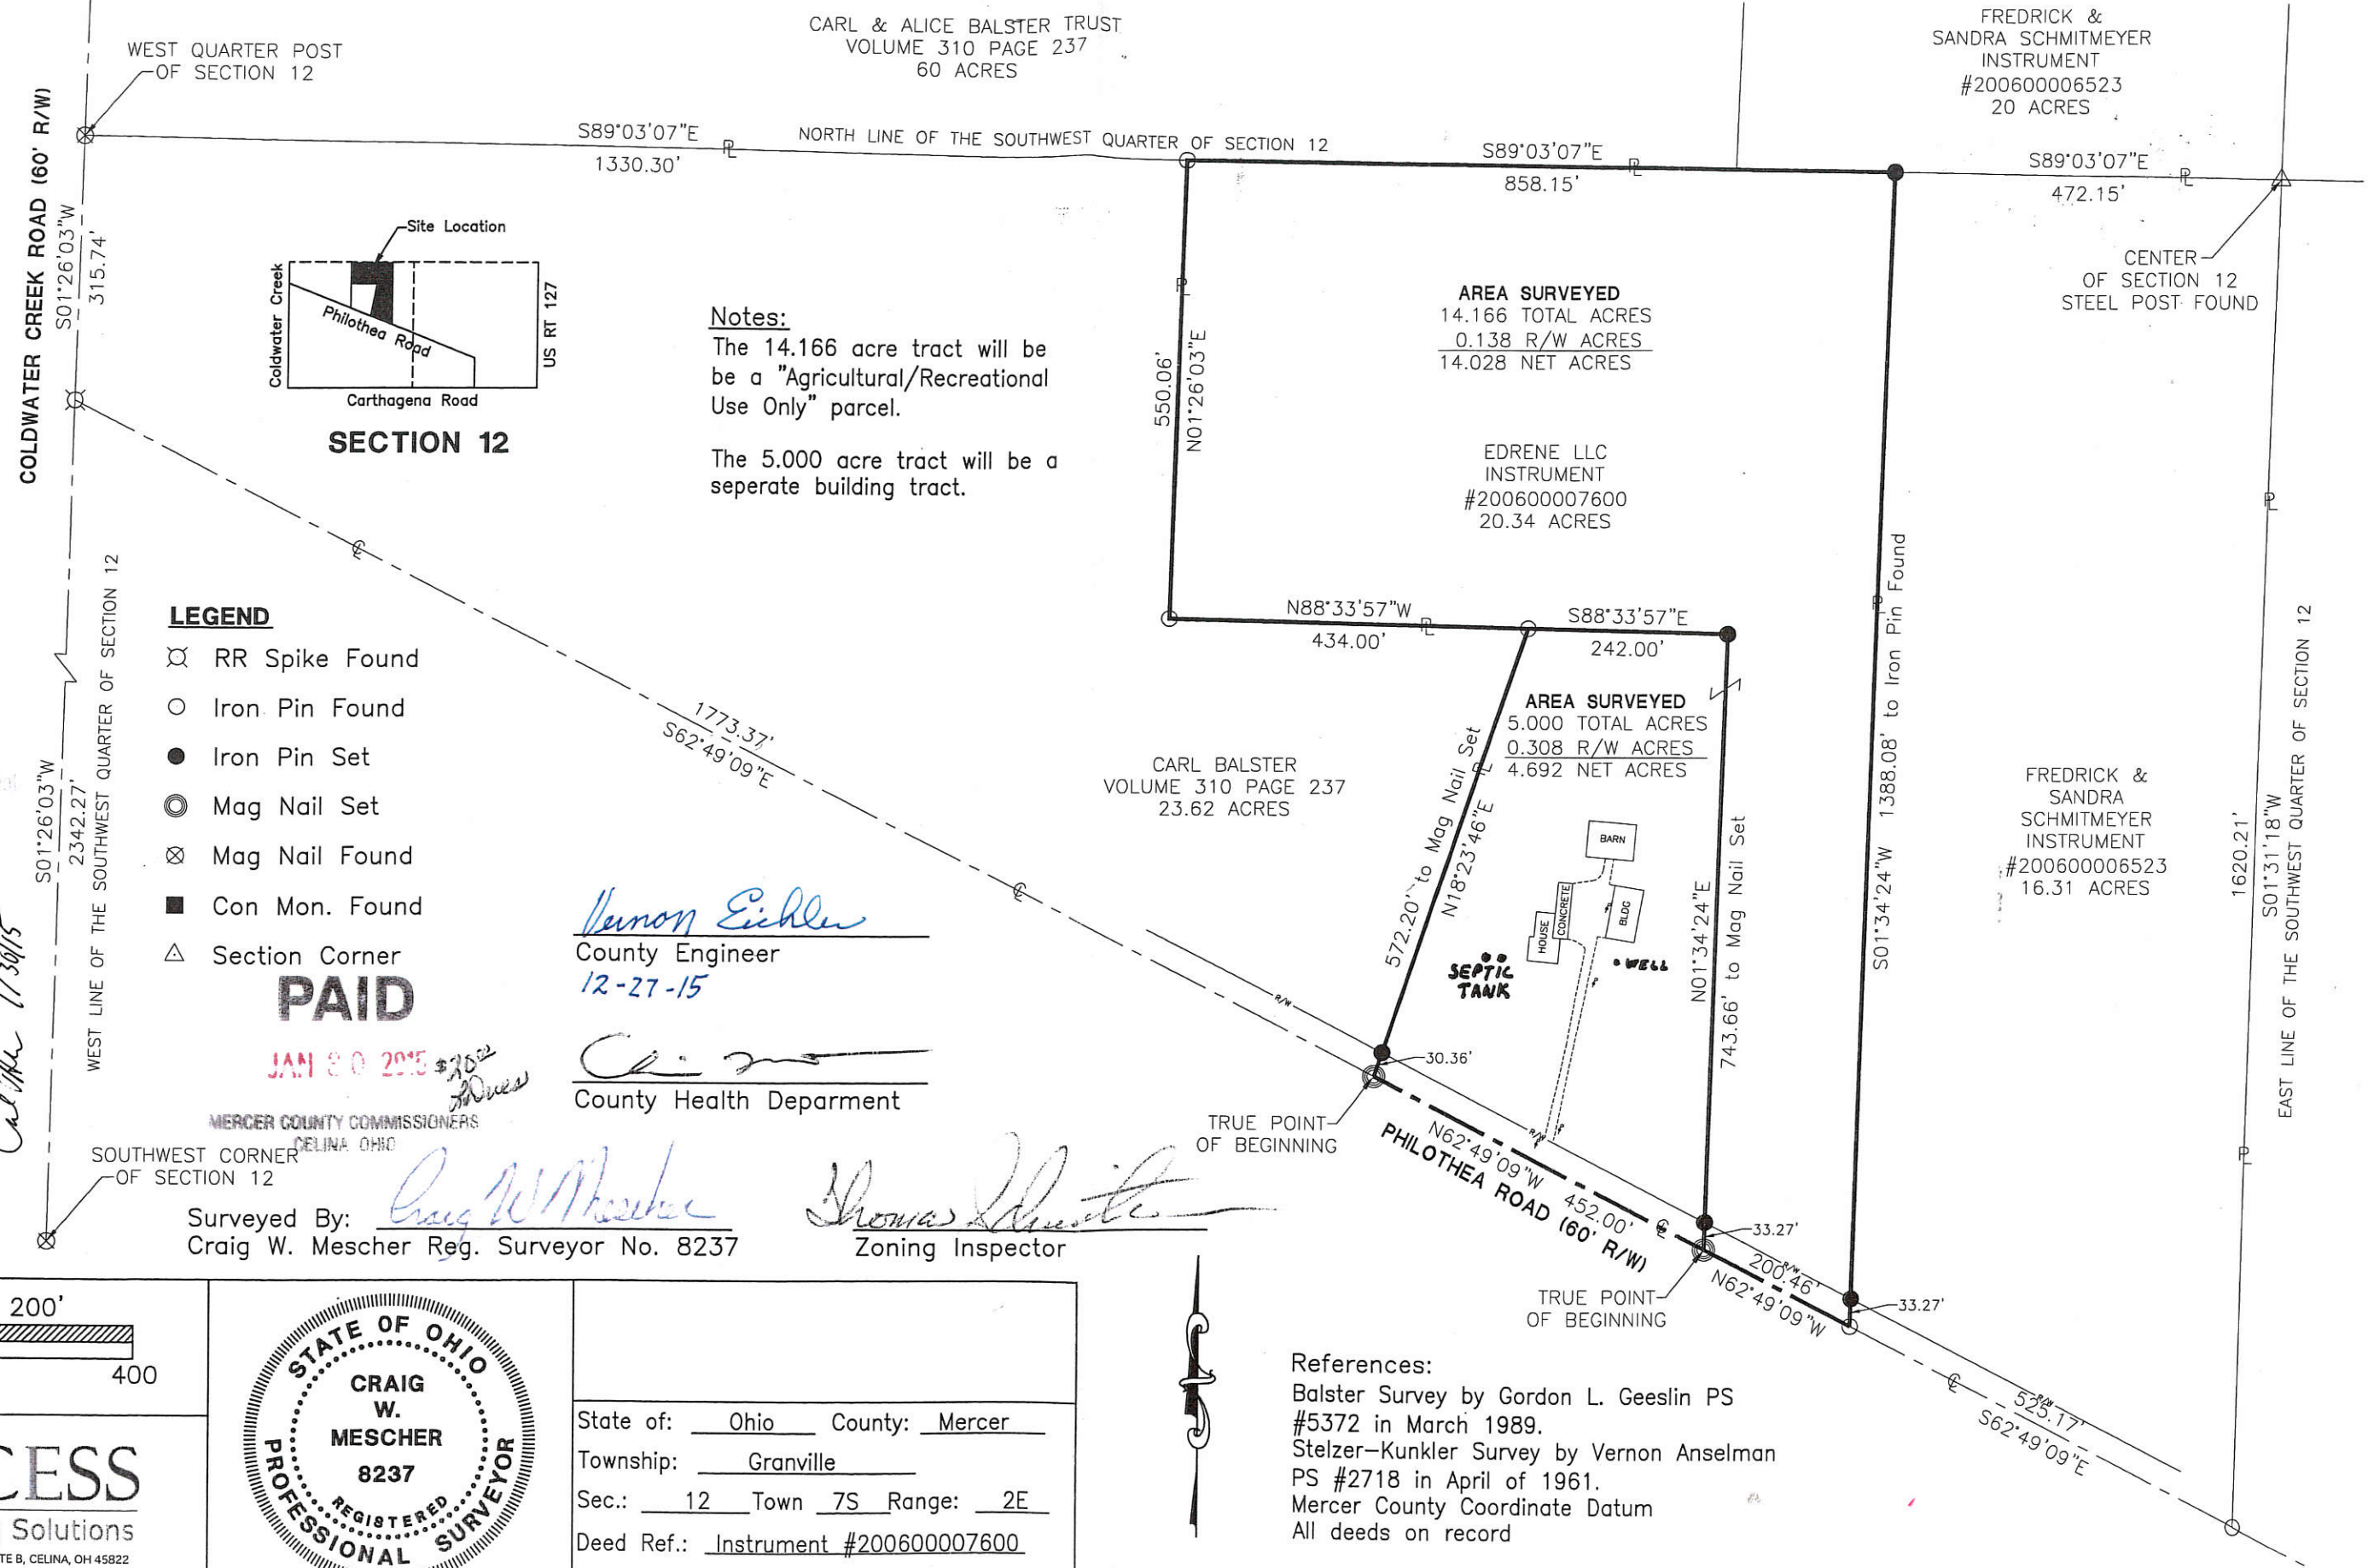 CARL & ALICE BALSTER TRUST
VOLUME 310 PAGE 237
60 ACRES
FREDRICK &
SANDRA SCHMITMEYER
INSTRUMENT
#200600006523
20 ACRES
WEST QUARTER POST
OF SECTION 12
COLDWATER CREEK ROAD (60' R/W)
S01°26'03"W
315.74'
S89°03'07"E
1330.30'
NORTH LINE OF THE SOUTHWEST QUARTER OF SECTION 12
S89°03'07"E
858.15'
S89°03'07"E
472.15'
CENTER
OF SECTION 12
STEEL POST FOUND
Site Location
Coldwater Creek
Philothea Road
US RT 127
Carthagena Road
SECTION 12
Notes:
The 14.166 acre tract will be
be a "Agricultural/Recreational
Use Only" parcel.
The 5.000 acre tract will be a
seperate building tract.
550.06'
N01°26'03"E
AREA SURVEYED
14.166 TOTAL ACRES
0.138 R/W ACRES
14.028 NET ACRES
EDRENE LLC
INSTRUMENT
#200600007600
20.34 ACRES
N88°33'57"W
434.00'
S88°33'57"E
242.00'
S01°34'24"W 1388.08' to Iron Pin Found
LEGEND
RR Spike Found
Iron Pin Found
Iron Pin Set
Mag Nail Set
Mag Nail Found
Con Mon. Found
Section Corner
S01°26'03"W
2342.27'
WEST LINE OF THE SOUTHWEST QUARTER OF SECTION 12
1773.37'
S62°49'09"E
CARL BALSTER
VOLUME 310 PAGE 237
23.62 ACRES
AREA SURVEYED
5.000 TOTAL ACRES
0.308 R/W ACRES
4.692 NET ACRES
572.20' to Mag Nail Set
N18°23'46"E
BARN
BLDG
CONCRETE
HOUSE
SEPTIC
TANK
WELL
N01°34'24"E
743.66' to Mag Nail Set
FREDRICK &
SANDRA
SCHMITMEYER
INSTRUMENT
#200600006523
16.31 ACRES
1620.21'
S01°31'18"W
EAST LINE OF THE SOUTHWEST QUARTER OF SECTION 12
Vernon Eichler
County Engineer
12-27-15
County Health Deparment
PAID
JAN 30 2015
$20.00
MERCER COUNTY COMMISSIONERS
CELINA OHIO
SOUTHWEST CORNER
OF SECTION 12
Surveyed By: Craig W Mescher
Craig W. Mescher Reg. Surveyor No. 8237
Zoning Inspector
R/W
30.36'
TRUE POINT
OF BEGINNING
N62°49'09"W 452.00'
PHILOTHEA ROAD (60' R/W)
R/W
33.27'
200.46'
R/W
N62°49'09"W
TRUE POINT
OF BEGINNING
33.27'
R/W
525.17'
S62°49'09"E
200'
400
CESS
Solutions
TE B, CELINA, OH 45822
STATE OF OHIO
CRAIG
W.
MESCHER
8237
REGISTERED
PROFESSIONAL SURVEYOR
State of: Ohio County: Mercer
Township: Granville
Sec.: 12 Town 7S Range: 2E
Deed Ref.: Instrument #200600007600
References:
Balster Survey by Gordon L. Geeslin PS
#5372 in March 1989.
Stelzer-Kunkler Survey by Vernon Anselman
PS #2718 in April of 1961.
Mercer County Coordinate Datum
All deeds on record